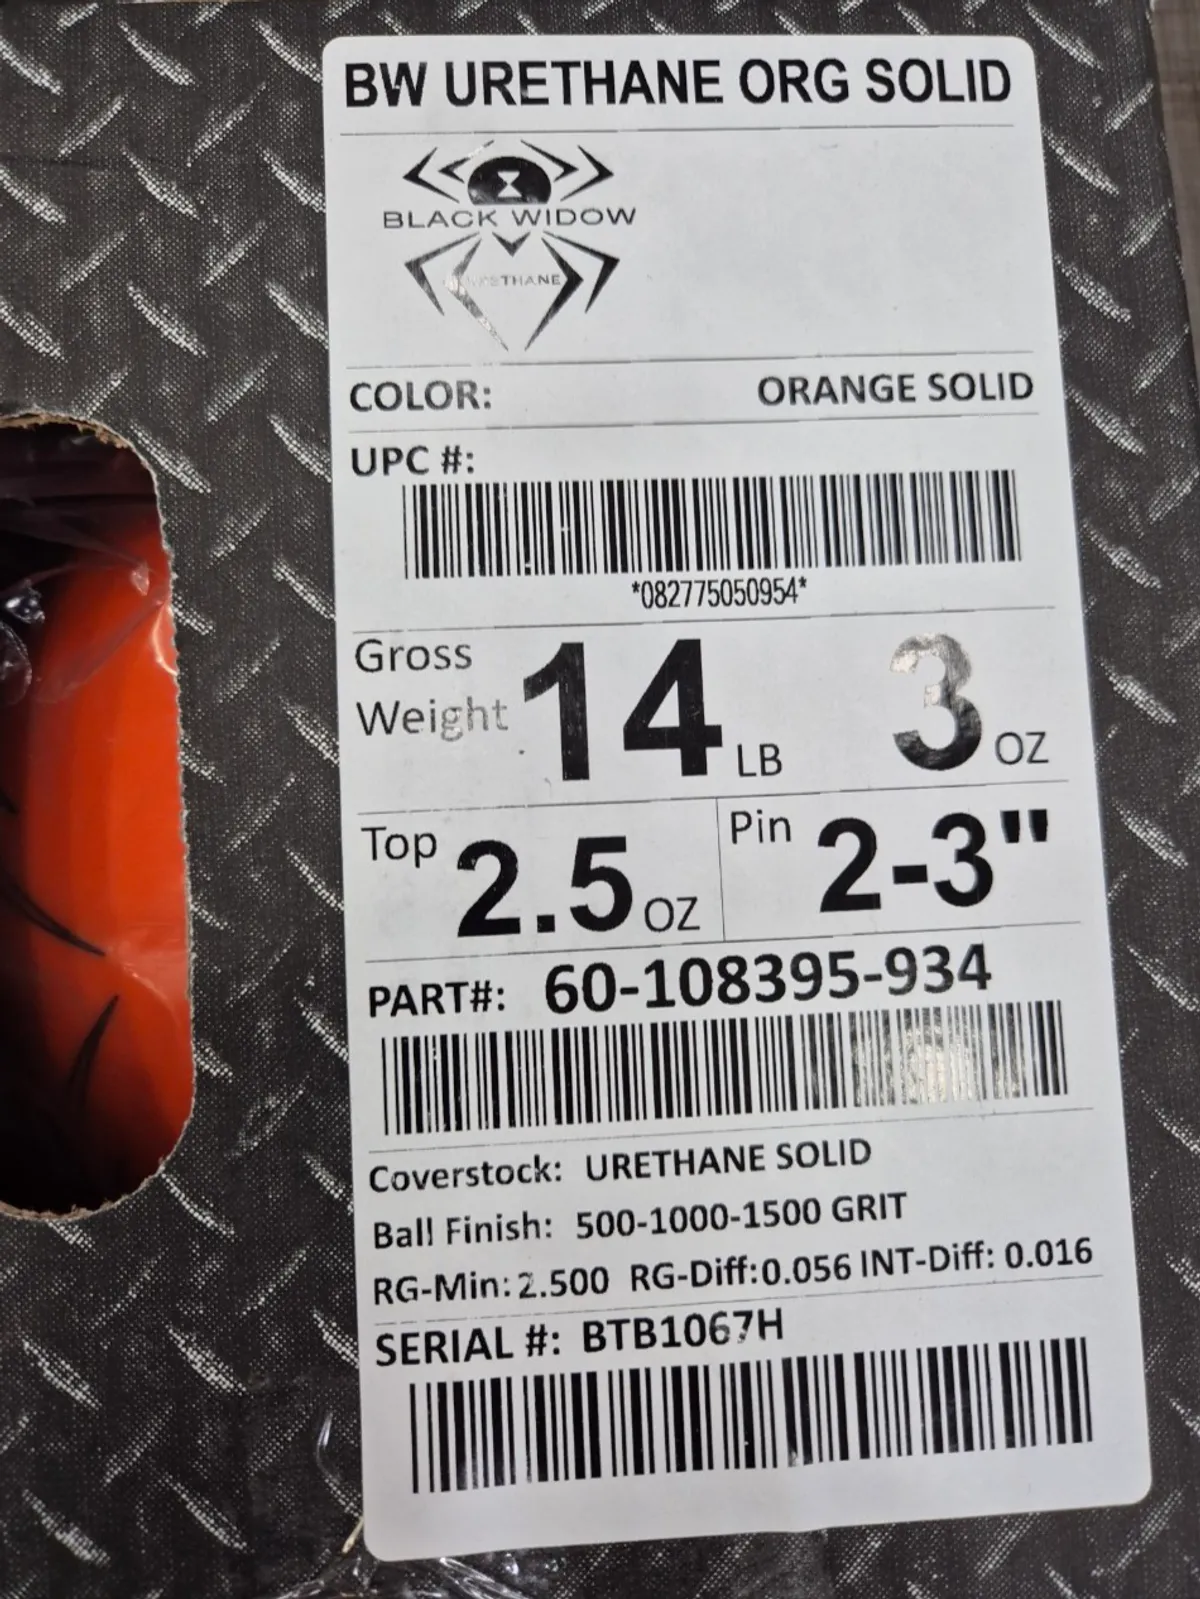 BW URETHANE ORG SOLID
BLACK WIDOW
URETHANE
COLOR: ORANGE SOLID
UPC #:
*082775050954*
Gross Weight 14 LB 3 OZ
Top 2.5 OZ Pin 2-3"
PART#: 60-108395-934
Coverstock: URETHANE SOLID
Ball Finish: 500-1000-1500 GRIT
RG-Min: 2.500 RG-Diff:0.056 INT-Diff: 0.016
SERIAL #: BTB1067H